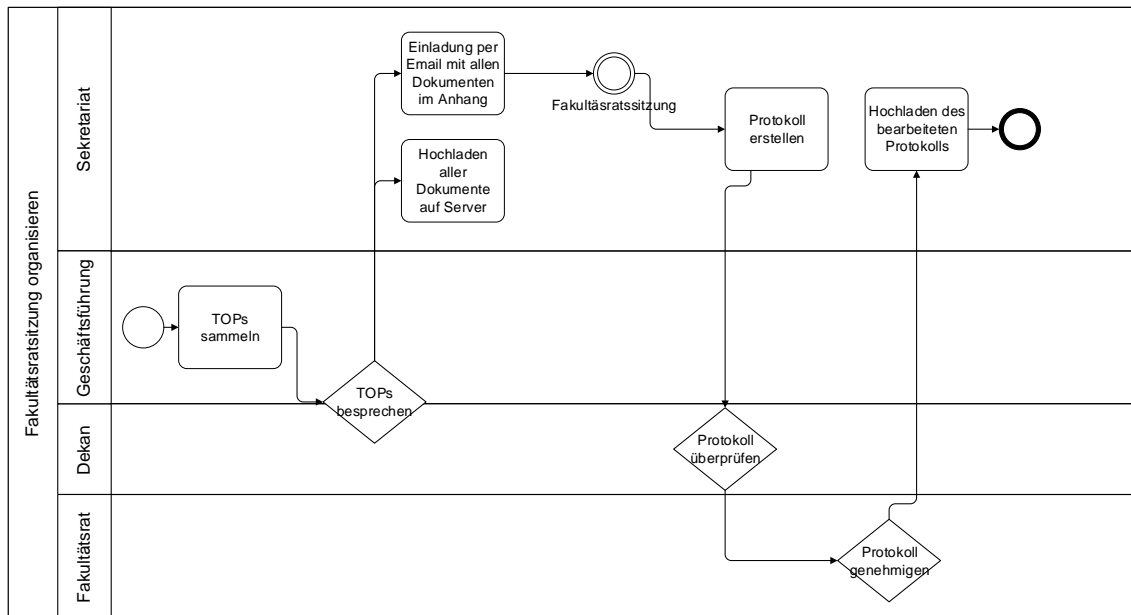 Fakultätsratsitzung organisieren
Sekretariat
Einladung per
Email mit allen
Dokumenten
im Anhang
Fakultäsratssitzung
Protokoll
erstellen
Hochladen des
bearbeiteten
Protokolls
Hochladen
aller
Dokumente
auf Server
Geschäftsführung
TOPs
sammeln
TOPs
besprechen
Dekan
Protokoll
überprüfen
Fakultätsrat
Protokoll
genehmigen